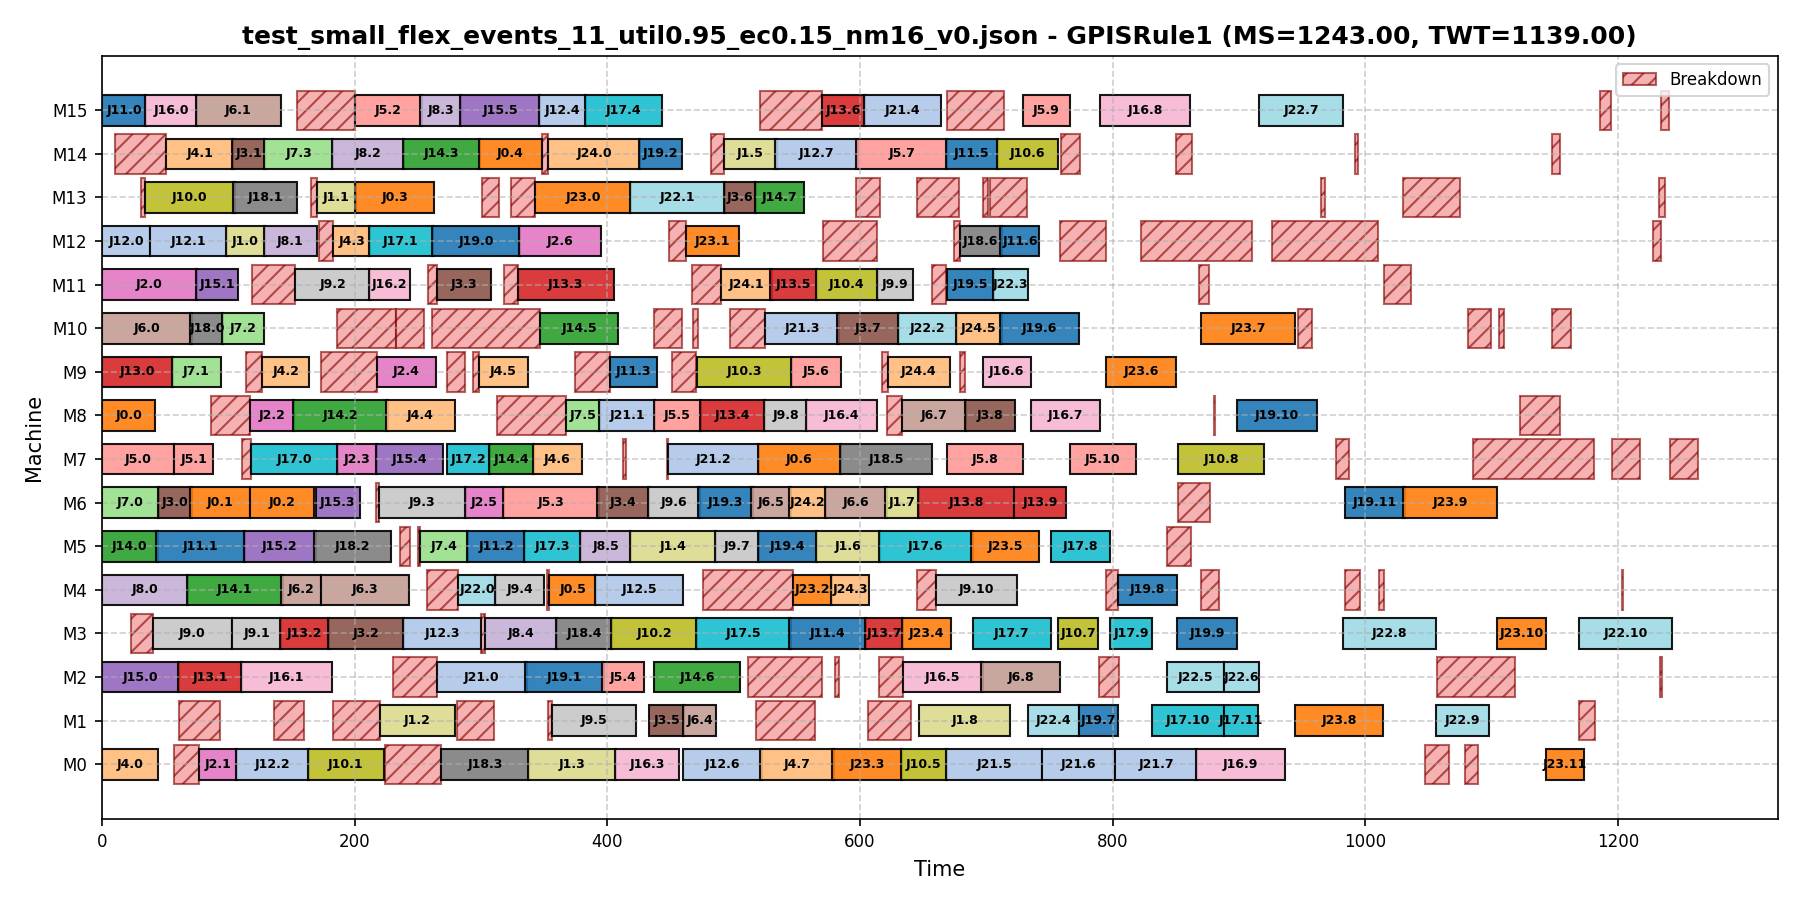 test_small_flex_events_11_util0.95_ec0.15_nm16_v0.json - GPISRule1 (MS=1243.00, TWT=1139.00)
Breakdown
M15 J11.0 J16.0 J6.1 J5.2 J8.3 J15.5 J12.4 J17.4 J13.6 J21.4 J5.9 J16.8 J22.7
M14 J4.1 J3.1 J7.3 J8.2 J14.3 J0.4 J24.0 J19.2 J1.5 J12.7 J5.7 J11.5 J10.6
M13 J10.0 J18.1 J1.1 J0.3 J23.0 J22.1 J3.6 J14.7
M12 J12.0 J12.1 J1.0 J8.1 J4.3 J17.1 J19.0 J2.6 J23.1 J18.6 J11.6
M11 J2.0 J15.1 J9.2 J16.2 J3.3 J13.3 J24.1 J13.5 J10.4 J9.9 J19.5 J22.3
M10 J6.0 J18.0 J7.2 J14.5 J21.3 J3.7 J22.2 J24.5 J19.6 J23.7
M9 J13.0 J7.1 J4.2 J2.4 J4.5 J11.3 J10.3 J5.6 J24.4 J16.6 J23.6
M8 J0.0 J2.2 J14.2 J4.4 J7.5 J21.1 J5.5 J13.4 J9.8 J16.4 J6.7 J3.8 J16.7 J19.10
M7 J5.0 J5.1 J17.0 J2.3 J15.4 J17.2 J14.4 J4.6 J21.2 J0.6 J18.5 J5.8 J5.10 J10.8
M6 J7.0 J3.0 J0.1 J0.2 J15.3 J9.3 J2.5 J5.3 J3.4 J9.6 J19.3 J6.5 J24.2 J6.6 J1.7 J13.8 J13.9 J19.11 J23.9
M5 J14.0 J11.1 J15.2 J18.2 J7.4 J11.2 J17.3 J8.5 J1.4 J9.7 J19.4 J1.6 J17.6 J23.5 J17.8
M4 J8.0 J14.1 J6.2 J6.3 J22.0 J9.4 J0.5 J12.5 J23.2 J24.3 J9.10 J19.8
M3 J9.0 J9.1 J13.2 J3.2 J12.3 J8.4 J18.4 J10.2 J17.5 J11.4 J13.7 J23.4 J17.7 J10.7 J17.9 J19.9 J22.8 J23.10 J22.10
M2 J15.0 J13.1 J16.1 J21.0 J19.1 J5.4 J14.6 J16.5 J6.8 J22.5 J22.6
M1 J1.2 J9.5 J3.5 J6.4 J1.8 J22.4 J19.7 J17.10 J17.11 J23.8 J22.9
M0 J4.0 J2.1 J12.2 J10.1 J18.3 J1.3 J16.3 J12.6 J4.7 J23.3 J10.5 J21.5 J21.6 J21.7 J16.9 J23.11
0 200 400 600 800 1000 1200
Time
Machine